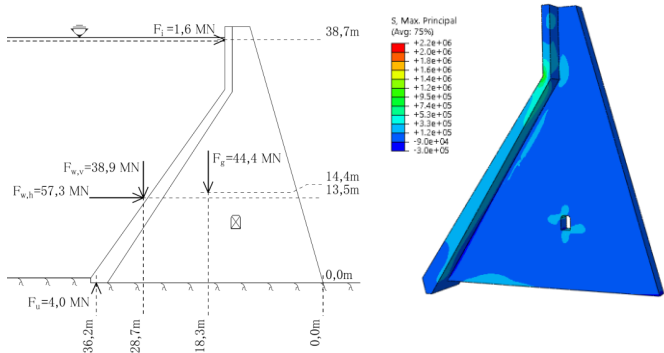 F_i=1,6 MN
38,7m
F_w,v=38,9 MN
F_g=44,4 MN
F_w,h=57,3 MN
14,4m
13,5m
0,0m
F_u=4,0 MN
36,2m
28,7m
18,3m
0,0m
S, Max. Principal
(Avg: 75%)
+2.2e+06
+2.0e+06
+1.8e+06
+1.6e+06
+1.4e+06
+1.2e+06
+9.5e+05
+7.4e+05
+5.3e+05
+3.3e+05
+1.2e+05
-9.0e+04
-3.0e+05